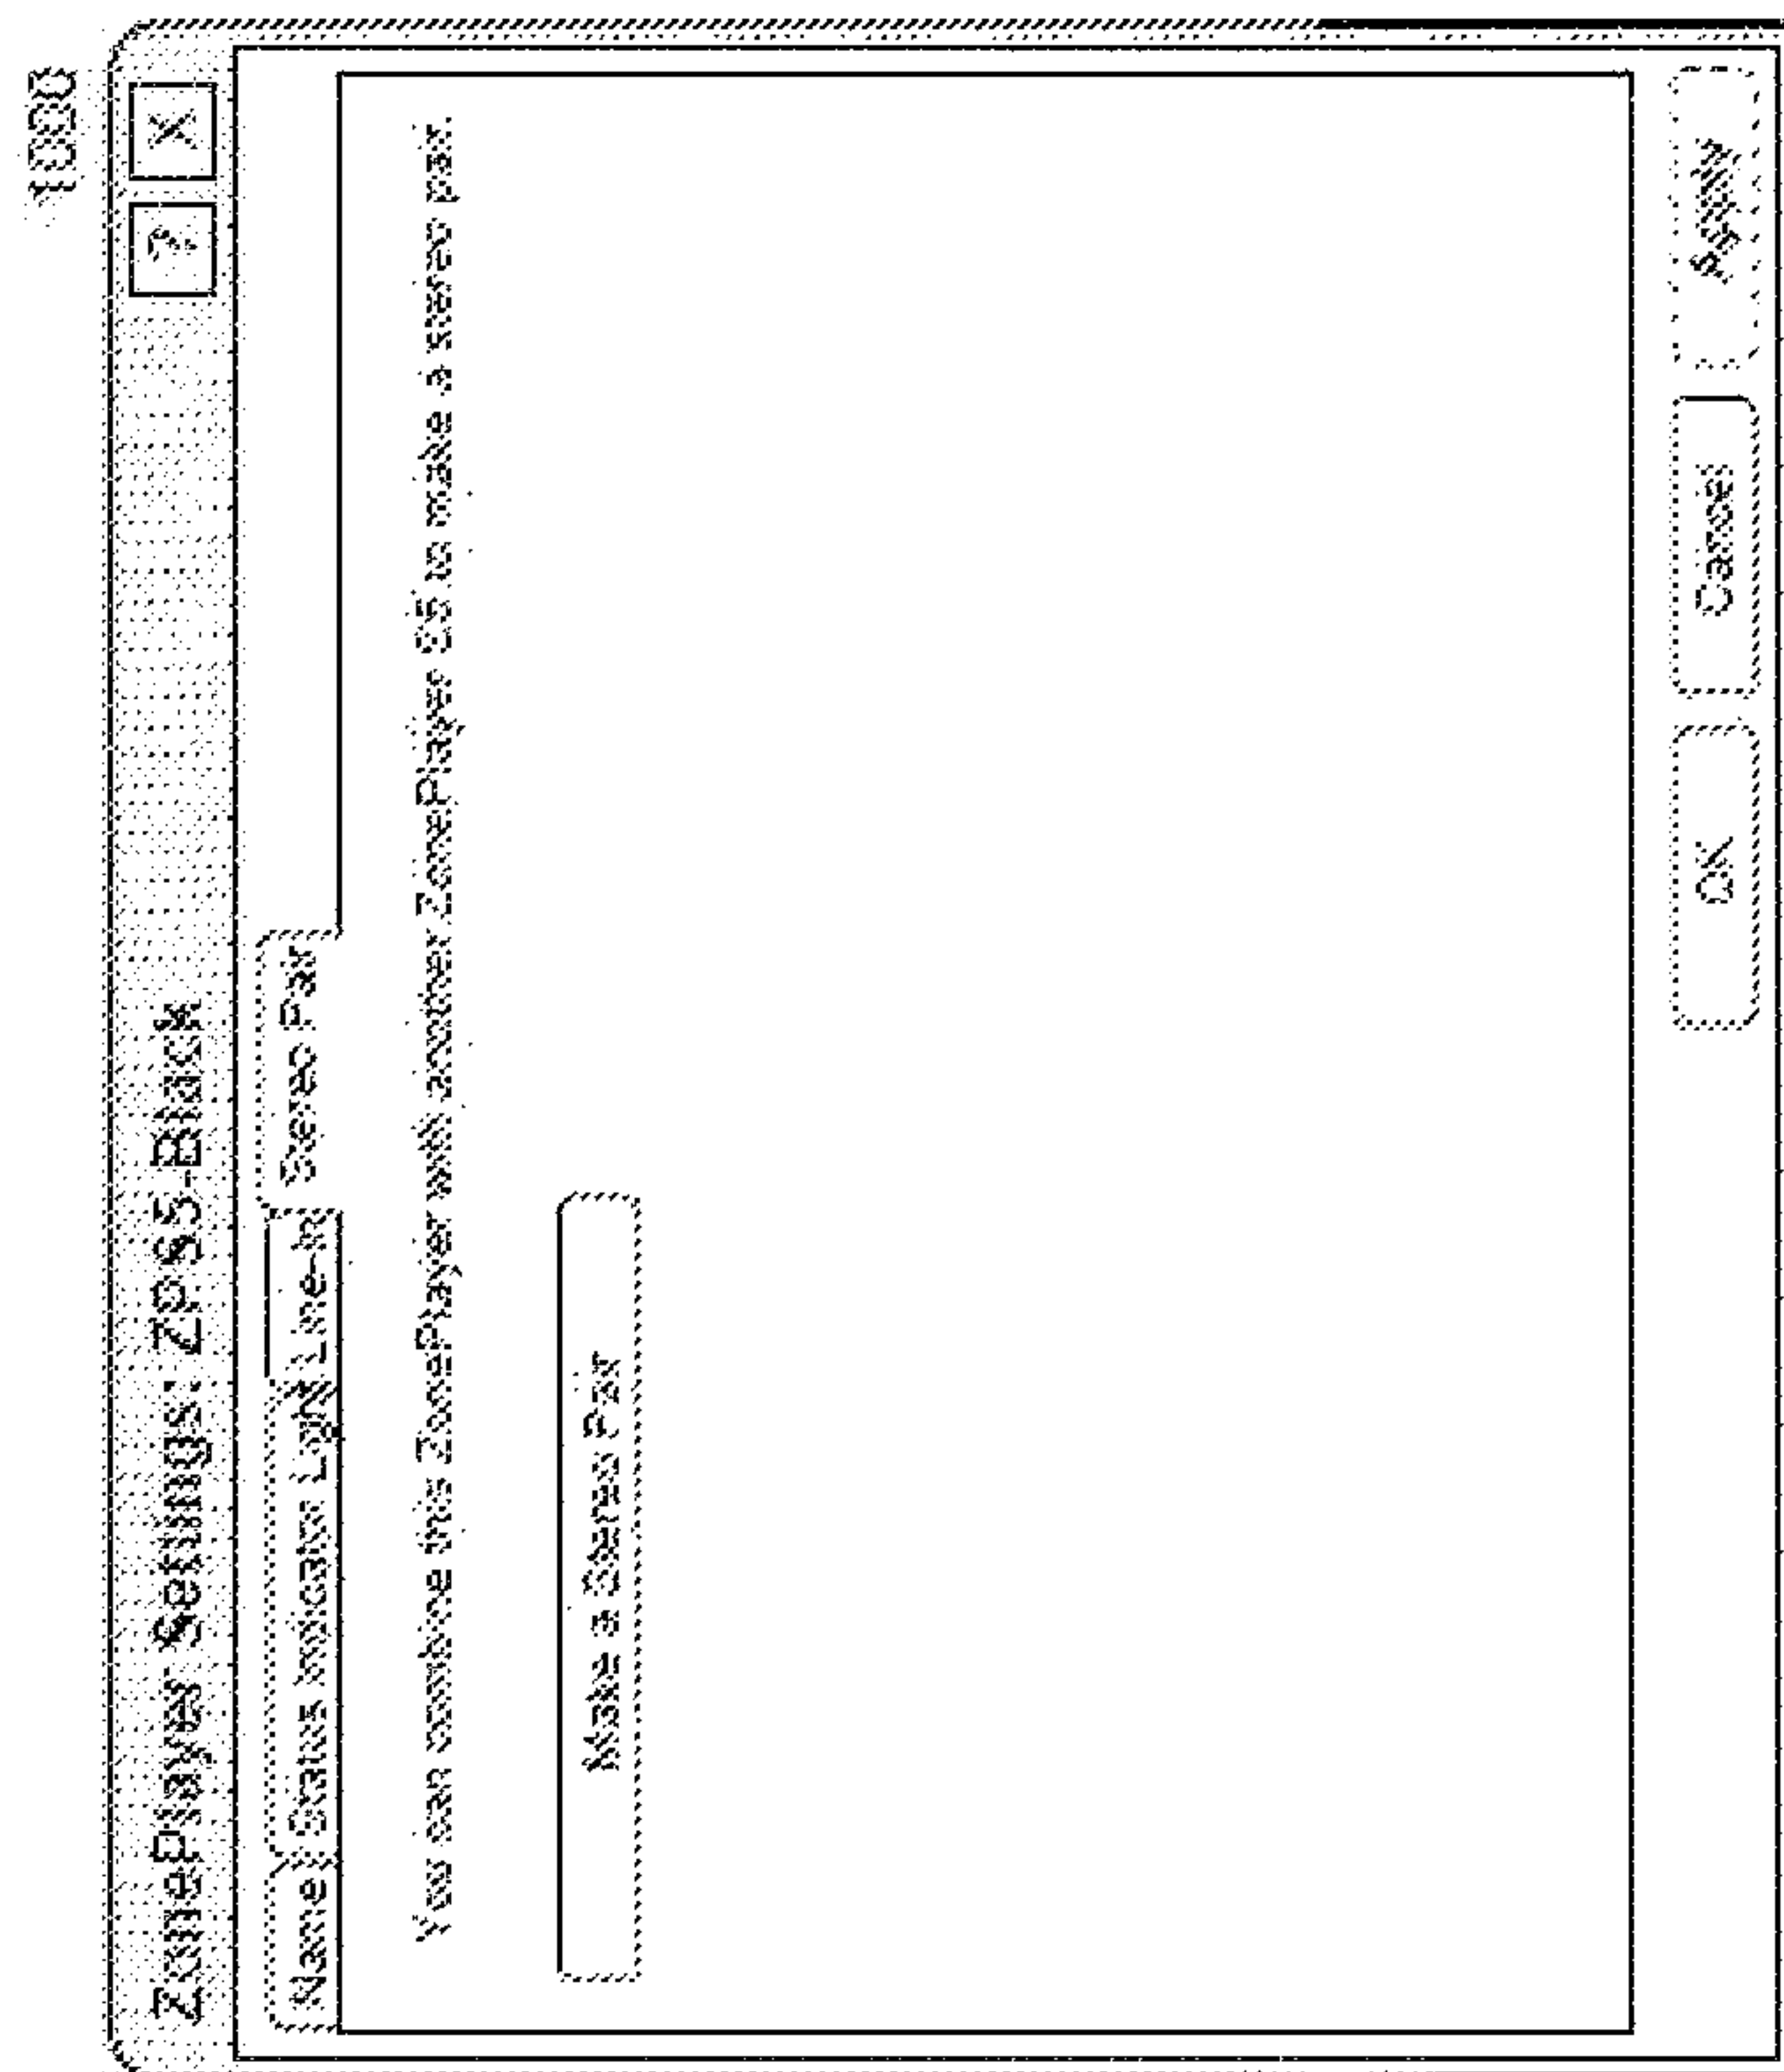 ZonePlayer Settings: ZPS5-Black
?
X
Name
Status Indicator Light
Line-In
Stereo Pair
You can combine this ZonePlayer with another ZonePlayer S5 to make a stereo pair.
Make a Stereo Pair
OK
Cancel
Apply